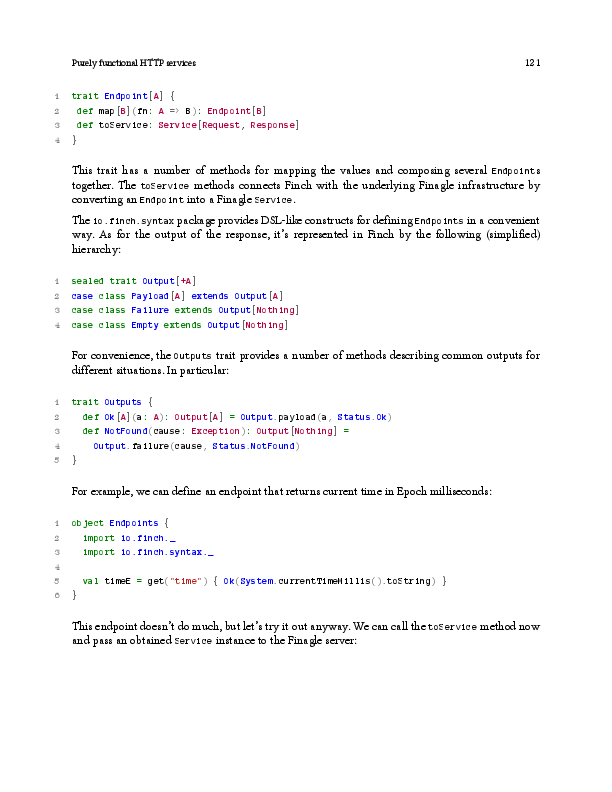 Purely functional HTTP services 121
1 trait Endpoint[A] {
2 def map[B](fn: A => B): Endpoint[B]
3 def toService: Service[Request, Response]
4 }
This trait has a number of methods for mapping the values and composing several Endpoints
together. The toService methods connects Finch with the underlying Finagle infrastructure by
converting an Endpoint into a Finagle Service.
The io.finch.syntax package provides DSL-like constructs for defining Endpoints in a convenient
way. As for the output of the response, it's represented in Finch by the following (simplified)
hierarchy:
1 sealed trait Output[+A]
2 case class Payload[A] extends Output[A]
3 case class Failure extends Output[Nothing]
4 case class Empty extends Output[Nothing]
For convenience, the Outputs trait provides a number of methods describing common outputs for
different situations. In particular:
1 trait Outputs {
2 def Ok[A](a: A): Output[A] = Output.payload(a, Status.Ok)
3 def NotFound(cause: Exception): Output[Nothing] =
4 Output.failure(cause, Status.NotFound)
5 }
For example, we can define an endpoint that returns current time in Epoch milliseconds:
1 object Endpoints {
2 import io.finch._
3 import io.finch.syntax._
4
5 val timeE = get("time") { Ok(System.currentTimeMillis().toString) }
6 }
This endpoint doesn't do much, but let's try it out anyway. We can call the toService method now
and pass an obtained Service instance to the Finagle server: